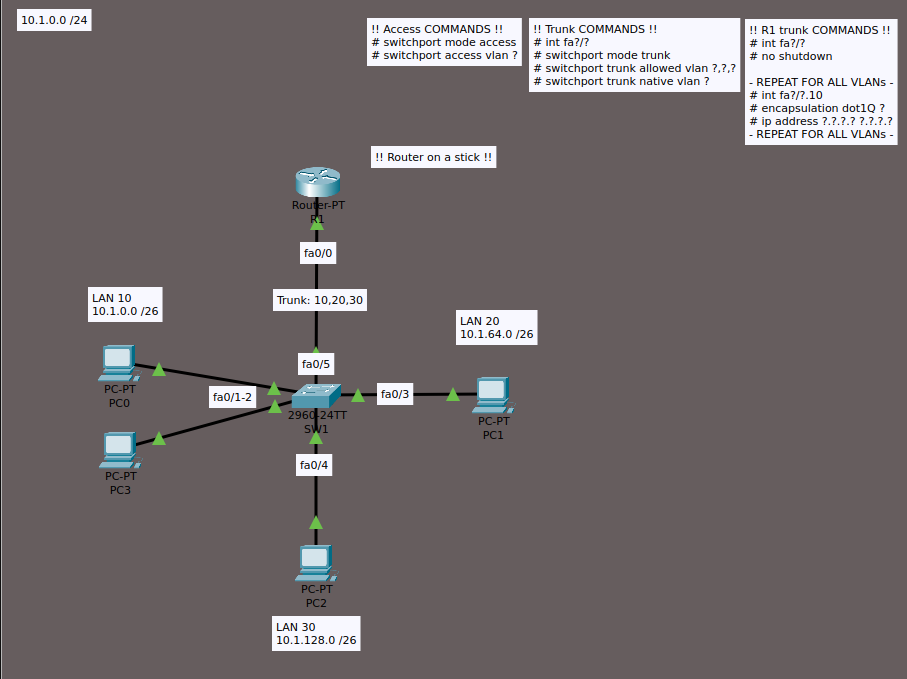 10.1.0.0 /24
!! Access COMMANDS !!
# switchport mode access
# switchport access vlan ?
!! Trunk COMMANDS !!
# int fa?/?
# switchport mode trunk
# switchport trunk allowed vlan ?,?,?
# switchport trunk native vlan ?
!! R1 trunk COMMANDS !!
# int fa?/?
# no shutdown
- REPEAT FOR ALL VLANs -
# int fa?/?.10
# encapsulation dot1Q ?
# ip address ?.?.?.? ?.?.?.?
- REPEAT FOR ALL VLANs -
!! Router on a stick !!
Router-PT
R1
fa0/0
Trunk: 10,20,30
LAN 10
10.1.0.0 /26
LAN 20
10.1.64.0 /26
fa0/5
PC-PT
PC0
fa0/1-2
fa0/3
2960-24TT
SW1
PC-PT
PC1
PC-PT
PC3
fa0/4
PC-PT
PC2
LAN 30
10.1.128.0 /26